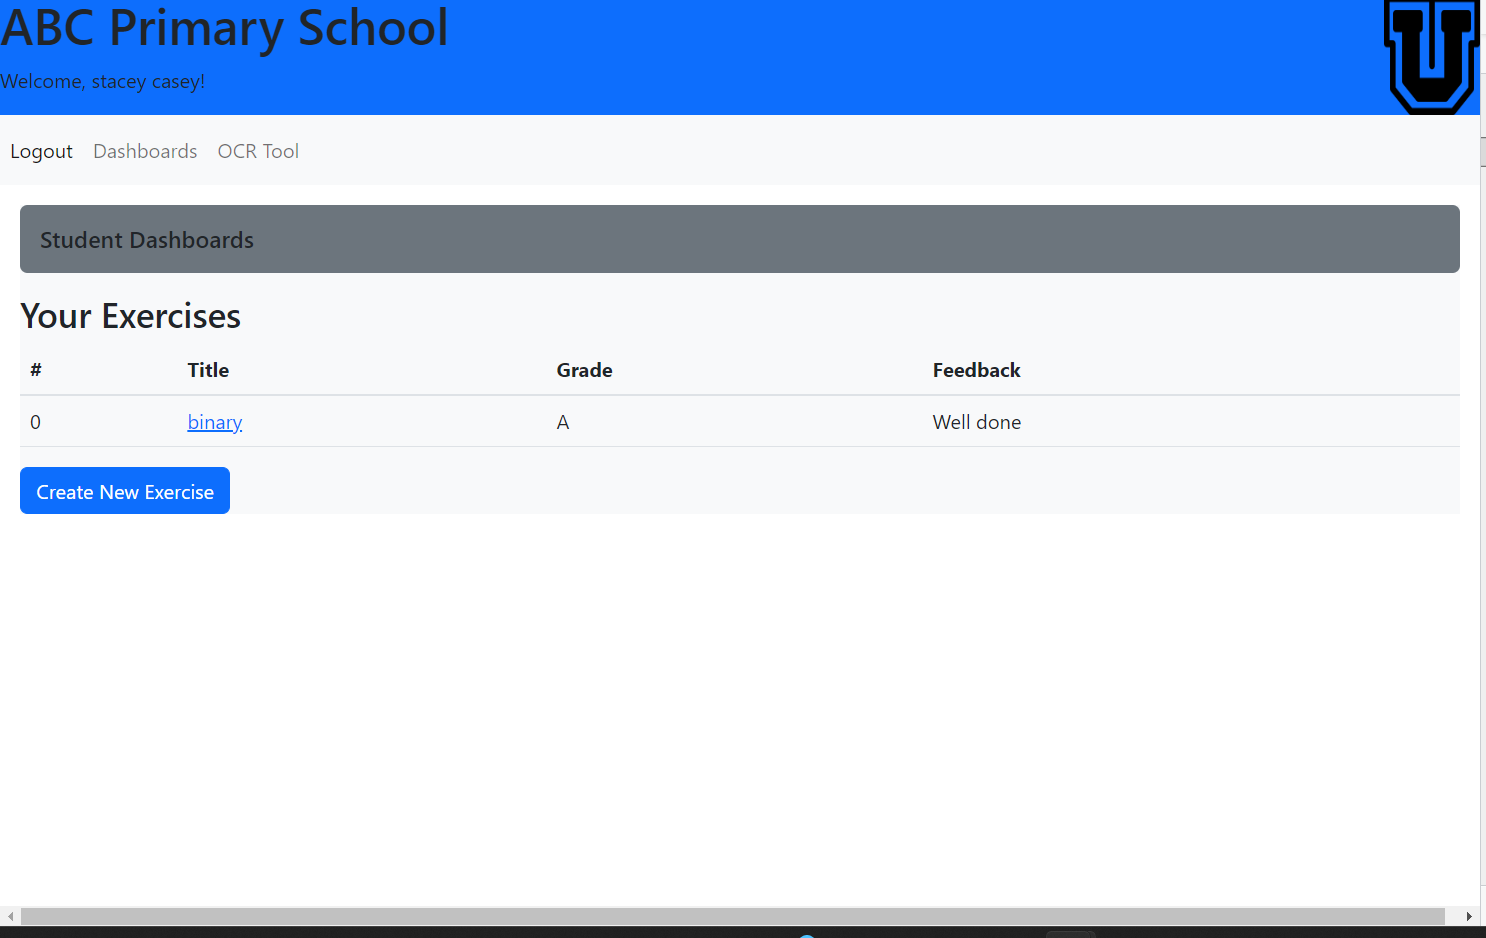 ABC Primary School
Welcome, stacey casey!
U
Logout Dashboards OCR Tool
Student Dashboards
Your Exercises
# Title Grade Feedback
0 binary A Well done
Create New Exercise